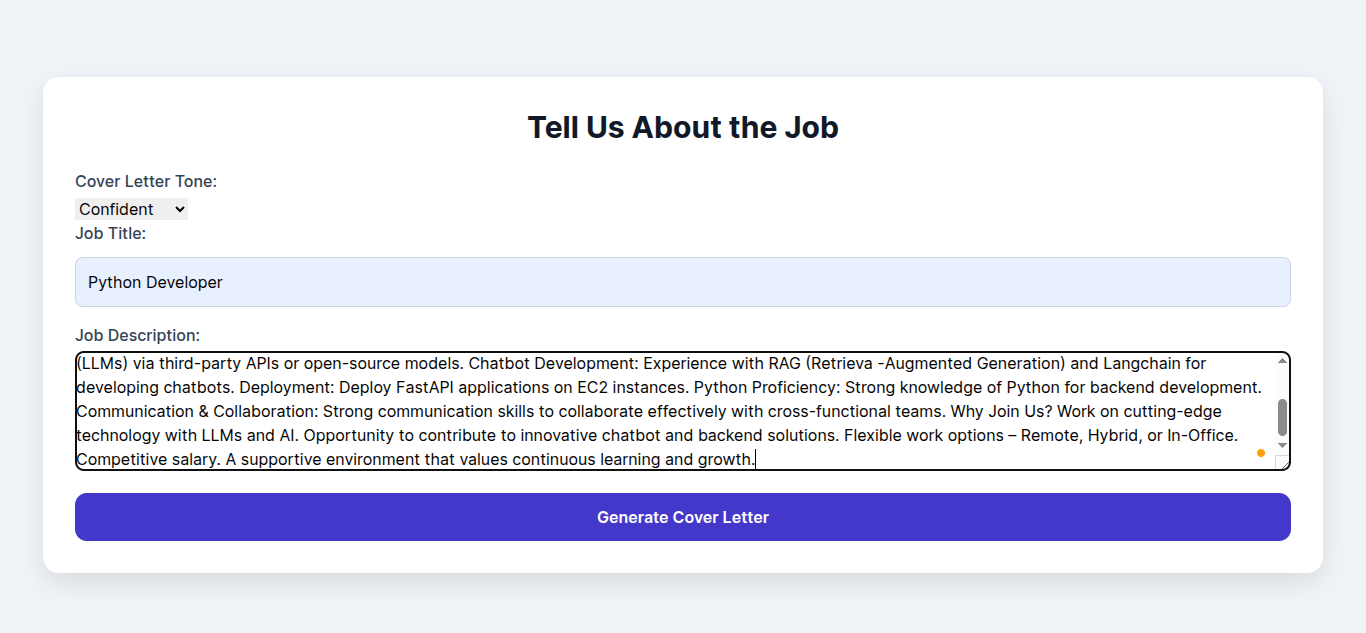 Tell Us About the Job
Cover Letter Tone:
Confident
Job Title:
Python Developer
Job Description:
(LLMs) via third-party APIs or open-source models. Chatbot Development: Experience with RAG (Retrieva -Augmented Generation) and Langchain for
developing chatbots. Deployment: Deploy FastAPI applications on EC2 instances. Python Proficiency: Strong knowledge of Python for backend development.
Communication & Collaboration: Strong communication skills to collaborate effectively with cross-functional teams. Why Join Us? Work on cutting-edge
technology with LLMs and AI. Opportunity to contribute to innovative chatbot and backend solutions. Flexible work options – Remote, Hybrid, or In-Office.
Competitive salary. A supportive environment that values continuous learning and growth.
Generate Cover Letter